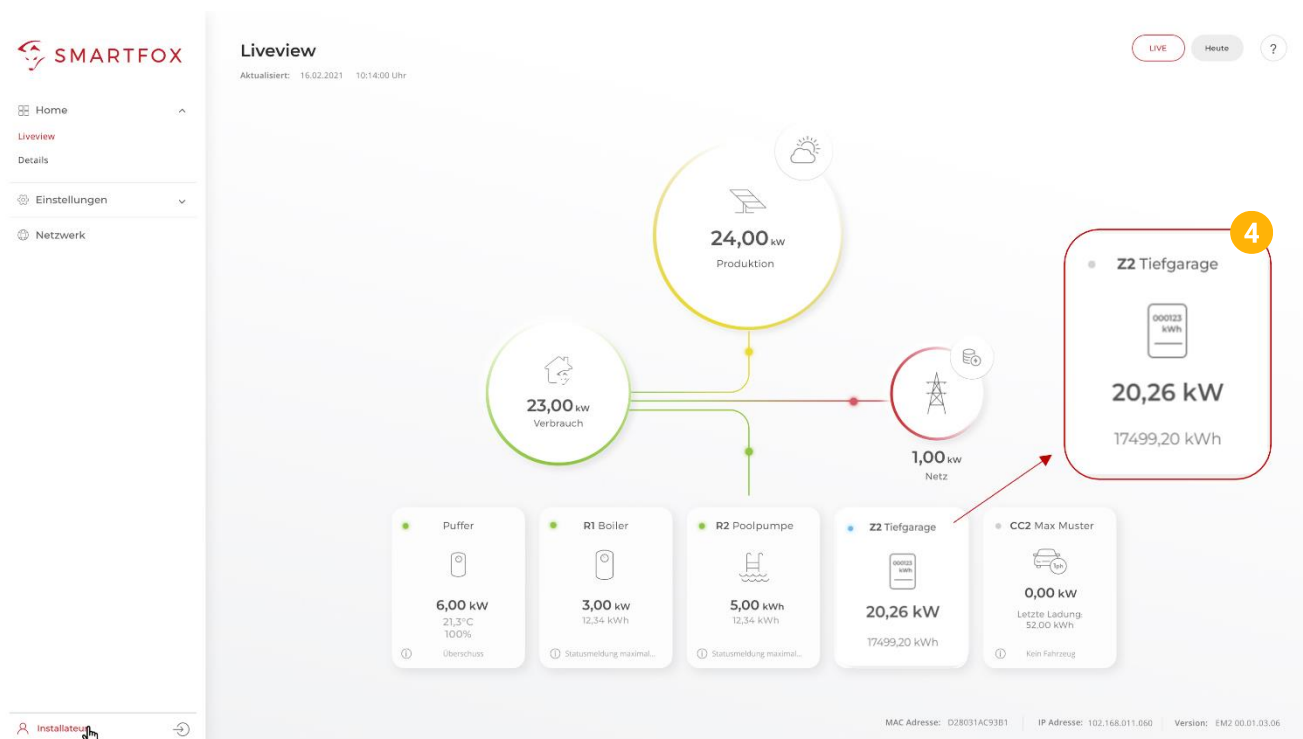 SMARTFOX
Home
Liveview
Details
Einstellungen
Netzwerk
Installateur
Liveview
Aktualisiert: 16.02.2021 10:14:00 Uhr
LIVE
Heute
?
24,00 kW
Produktion
23,00 kW
Verbrauch
1,00 kW
Netz
4
Z2 Tiefgarage
000123
kWh
20,26 kW
17499,20 kWh
Puffer
6,00 kW
21,3°C
100%
Überschuss
R1 Boiler
3,00 kW
12,34 kWh
Statusmeldung maximal...
R2 Poolpumpe
5,00 kWh
12,34 kWh
Statusmeldung maximal...
Z2 Tiefgarage
000123
kWh
20,26 kW
17499,20 kWh
CC2 Max Muster
1ph
0,00 kW
Letzte Ladung:
52.00 kWh
Kein Fahrzeug
MAC Adresse: D28031AC93B1 IP Adresse: 102.168.011.060 Version: EM2 00.01.03.06